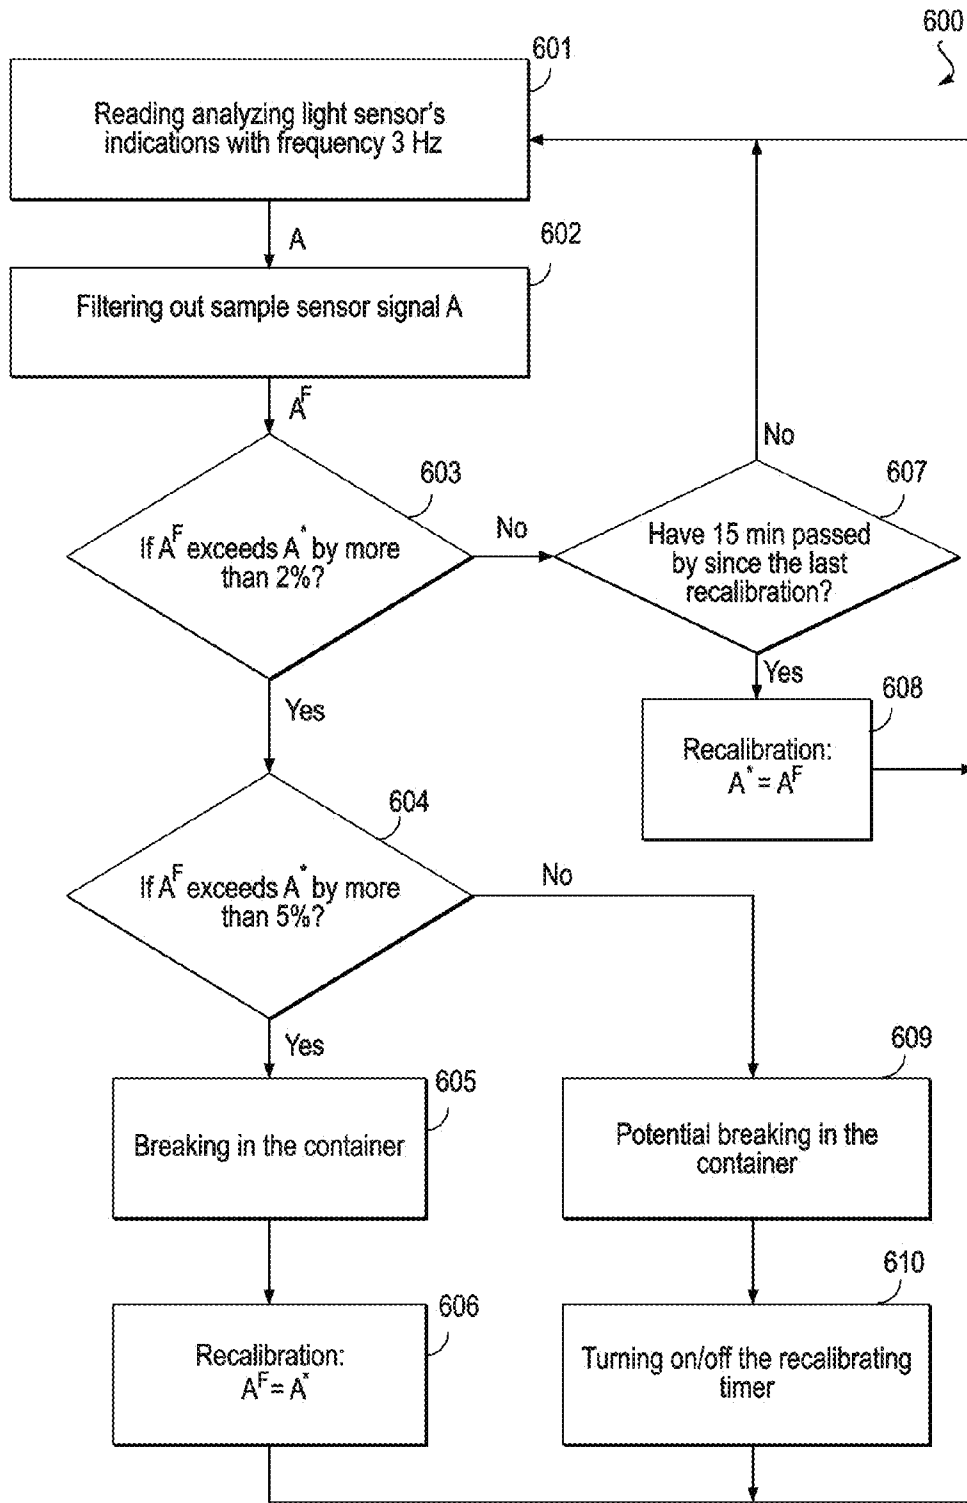 600
601
Reading analyzing light sensor's
indications with frequency 3 Hz
A
602
Filtering out sample sensor signal A
A^F
603
If A^F exceeds A* by more
than 2%?
No
No
607
Have 15 min passed
by since the last
recalibration?
Yes
608
Recalibration:
A* = A^F
Yes
604
If A^F exceeds A* by more
than 5%?
No
Yes
605
Breaking in the container
609
Potential breaking in the
container
606
Recalibration:
A^F = A*
610
Turning on/off the recalibrating
timer